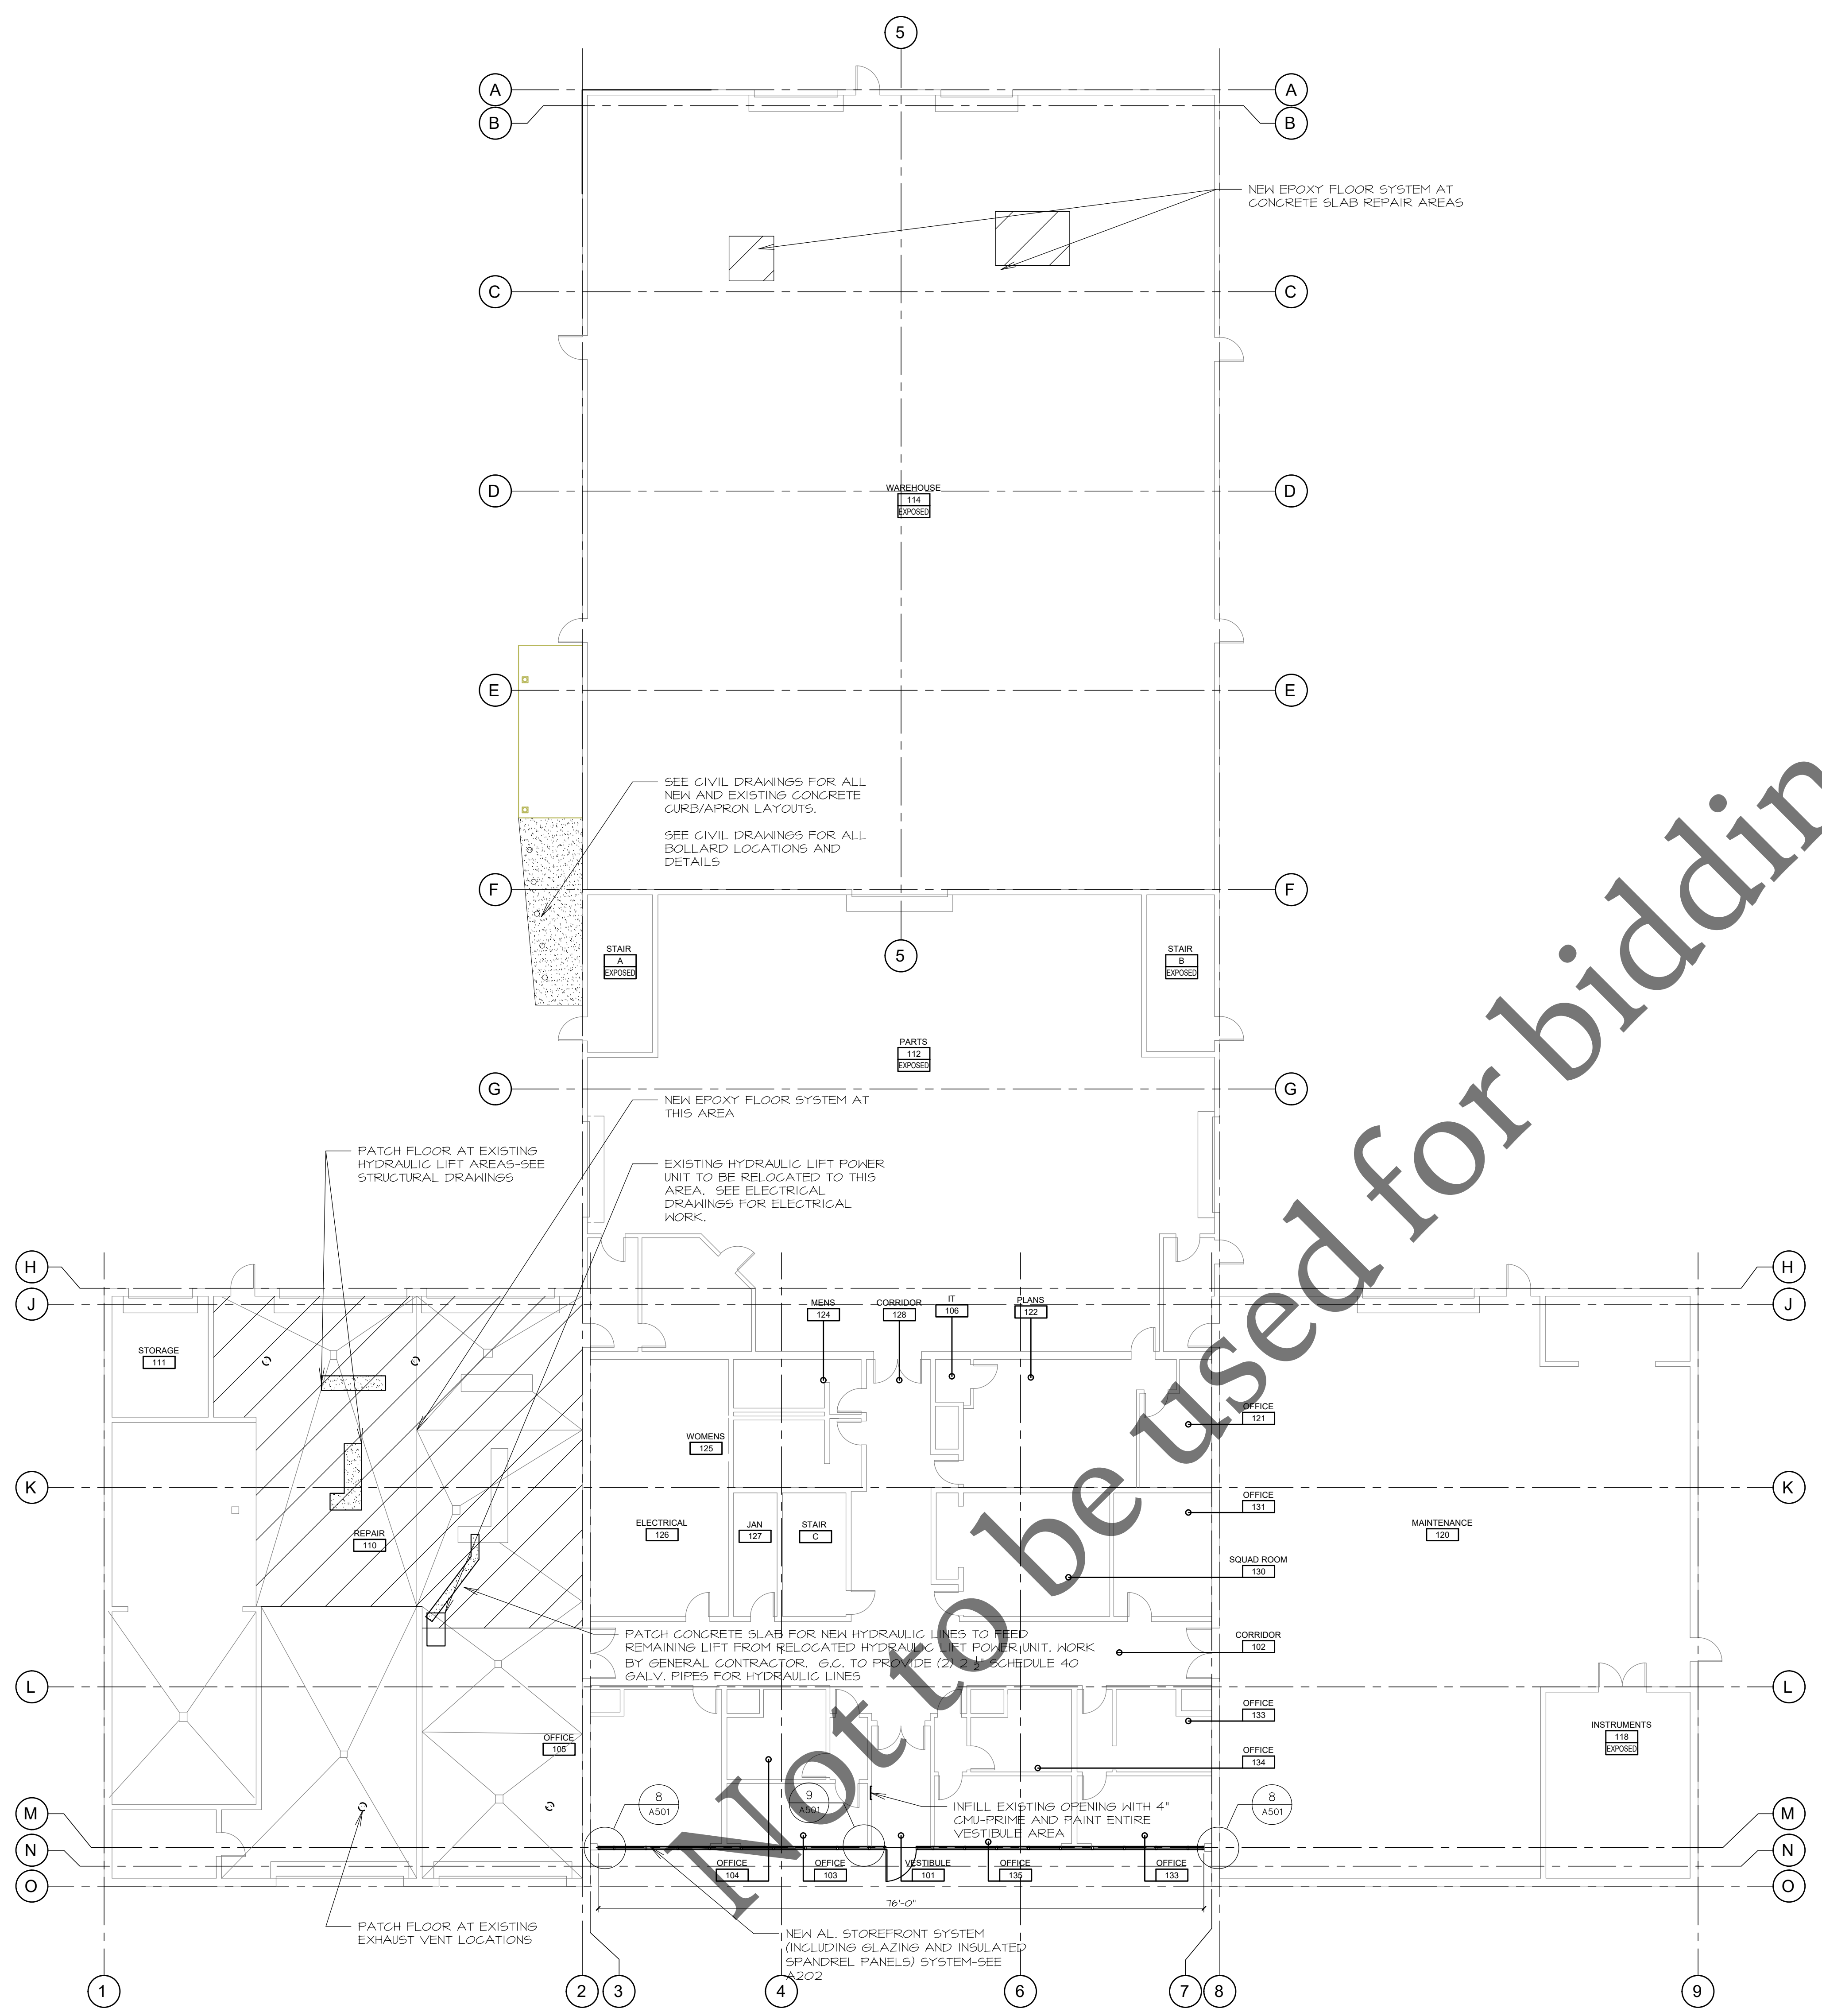 5
A
A
B
B
NEW EPOXY FLOOR SYSTEM AT
CONCRETE SLAB REPAIR AREAS
C
C
D
D
WAREHOUSE
114
EXPOSED
E
E
SEE CIVIL DRAWINGS FOR ALL
NEW AND EXISTING CONCRETE
CURB/APRON LAYOUTS.
SEE CIVIL DRAWINGS FOR ALL
BOLLARD LOCATIONS AND
DETAILS
F
F
STAIR
A
EXPOSED
5
STAIR
B
EXPOSED
PARTS
112
EXPOSED
G
G
NEW EPOXY FLOOR SYSTEM AT
THIS AREA
PATCH FLOOR AT EXISTING
HYDRAULIC LIFT AREAS-SEE
STRUCTURAL DRAWINGS
EXISTING HYDRAULIC LIFT POWER
UNIT TO BE RELOCATED TO THIS
AREA. SEE ELECTRICAL
DRAWINGS FOR ELECTRICAL
WORK.
H
H
J
J
MENS
124
CORRIDOR
128
IT
106
PLANS
122
STORAGE
111
OFFICE
121
WOMENS
125
K
K
OFFICE
131
REPAIR
110
ELECTRICAL
126
JAN
127
STAIR
C
MAINTENANCE
120
SQUAD ROOM
130
PATCH CONCRETE SLAB FOR NEW HYDRAULIC LINES TO FEED
REMAINING LIFT FROM RELOCATED HYDRAULIC LIFT POWER UNIT. WORK
BY GENERAL CONTRACTOR. G.C. TO PROVIDE (2) 2 ½" SCHEDULE 40
GALV. PIPES FOR HYDRAULIC LINES
CORRIDOR
102
L
L
OFFICE
133
INSTRUMENTS
118
EXPOSED
OFFICE
105
OFFICE
134
8
A501
9
A501
8
A501
INFILL EXISTING OPENING WITH 4"
CMU-PRIME AND PAINT ENTIRE
VESTIBULE AREA
M
M
N
N
O
O
OFFICE
104
OFFICE
103
VESTIBULE
101
OFFICE
135
OFFICE
133
76'-0"
PATCH FLOOR AT EXISTING
EXHAUST VENT LOCATIONS
NEW AL. STOREFRONT SYSTEM
(INCLUDING GLAZING AND INSULATED
SPANDREL PANELS) SYSTEM-SEE
A202
1
2
3
4
6
7
8
9
Not to be used for biddin